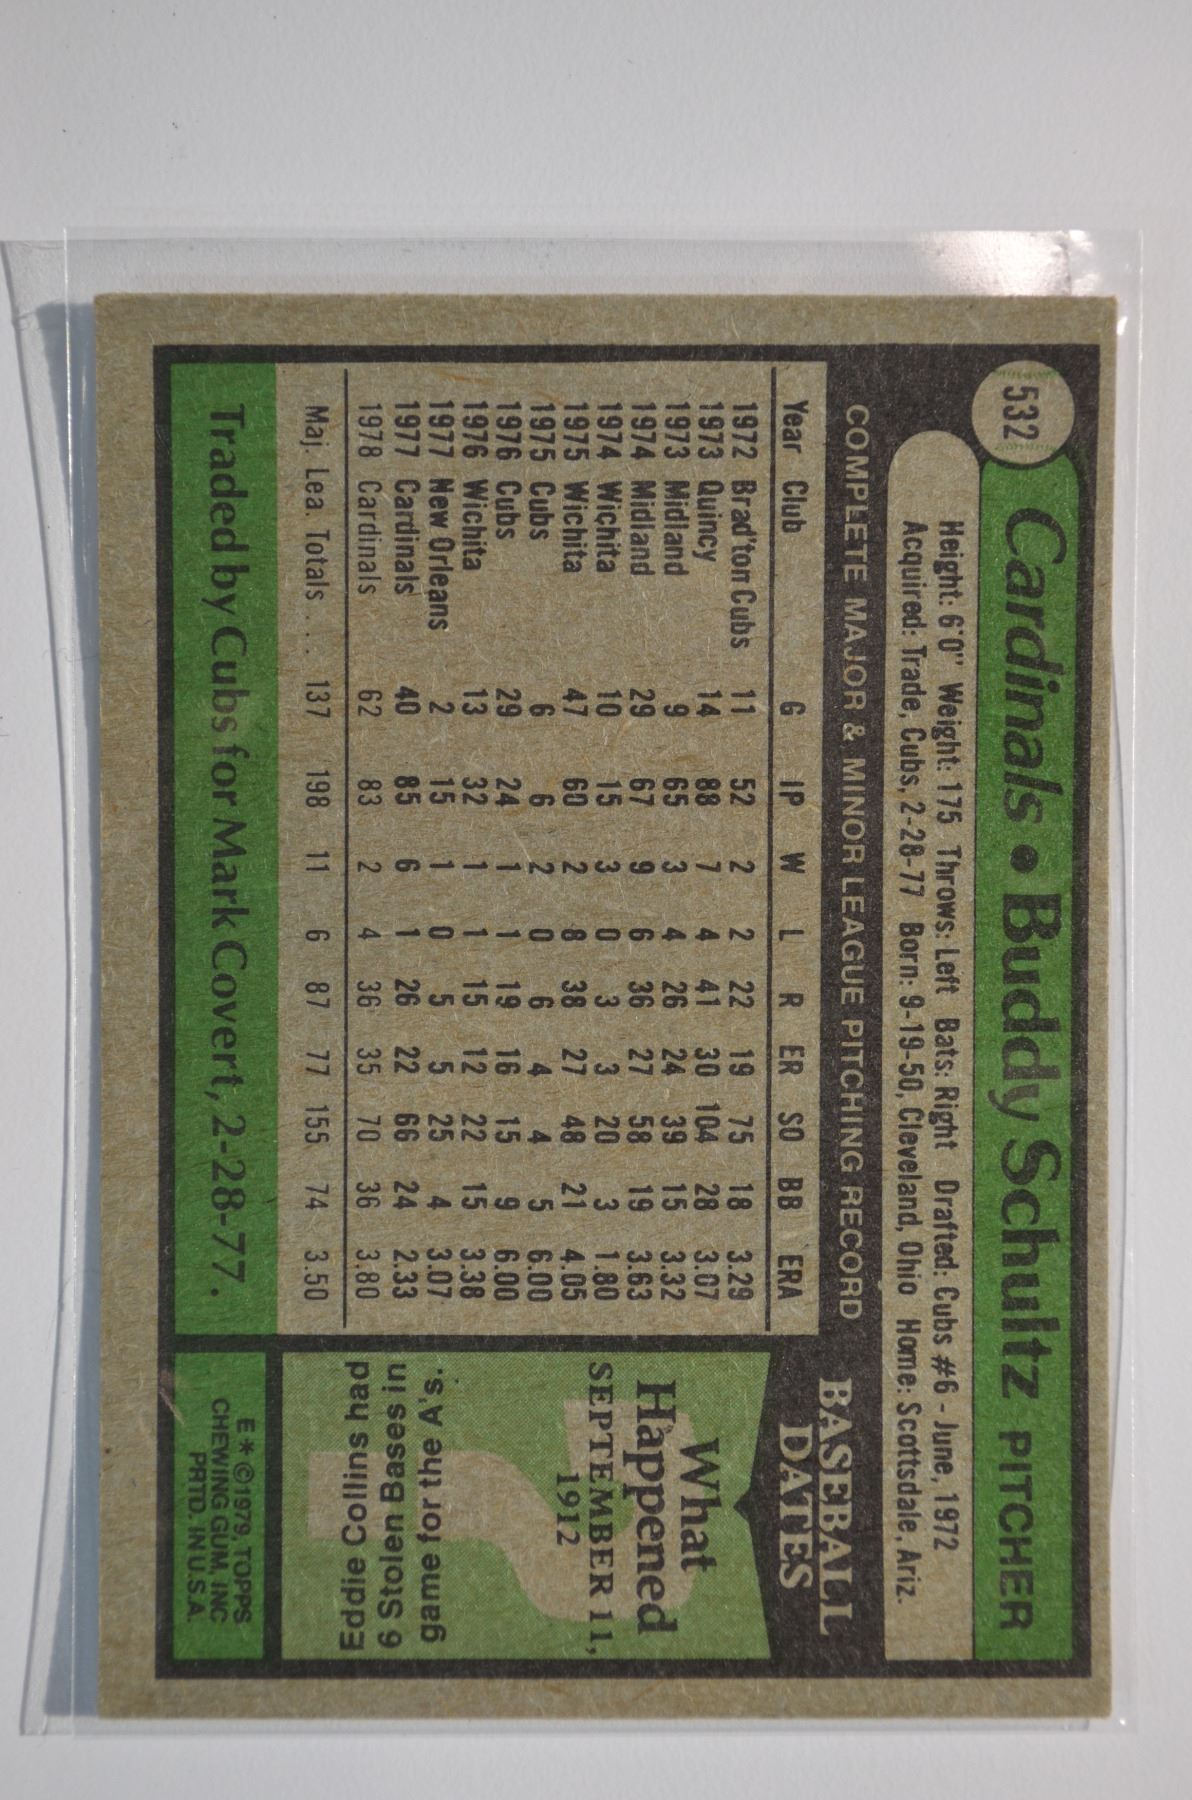 532
Cardinals • Buddy Schultz PITCHER
Height: 6'0" Weight: 175 Throws: Left Bats: Right Drafted: Cubs #6 - June, 1972
Acquired: Trade, Cubs, 2-28-77 Born: 9-19-50, Cleveland, Ohio Home: Scottsdale, Ariz.
COMPLETE MAJOR & MINOR LEAGUE PITCHING RECORD
Year Club G IP W L R ER SO BB ERA
1972 Brad'ton Cubs 11 52 2 2 22 19 75 18 3.29
1973 Quincy 14 88 7 4 41 30 104 28 3.07
1973 Midland 9 65 3 4 26 24 39 15 3.32
1974 Midland 29 67 9 6 36 27 58 19 3.63
1974 Wichita 10 15 3 0 3 3 20 3 1.80
1975 Wichita 47 60 2 8 38 27 48 21 4.05
1975 Cubs 6 6 2 0 6 4 4 5 6.00
1976 Cubs 29 24 1 1 19 16 15 9 6.00
1976 Wichita 13 32 1 1 15 12 22 15 3.38
1977 New Orleans 2 15 1 0 5 5 25 4 3.07
1977 Cardinals 40 85 6 1 26 22 66 24 2.33
1978 Cardinals 62 83 2 4 36 35 70 36 3.80
Maj. Lea. Totals . . . 137 198 11 6 87 77 155 74 3.50
Traded by Cubs for Mark Covert, 2-28-77.
BASEBALL
DATES
What
Happened
SEPTEMBER 11,
1912
Eddie Collins had
6 Stolen Bases in
game for the A's.
E * ©1979, TOPPS
CHEWING GUM, INC
PRTD. IN U.S.A.